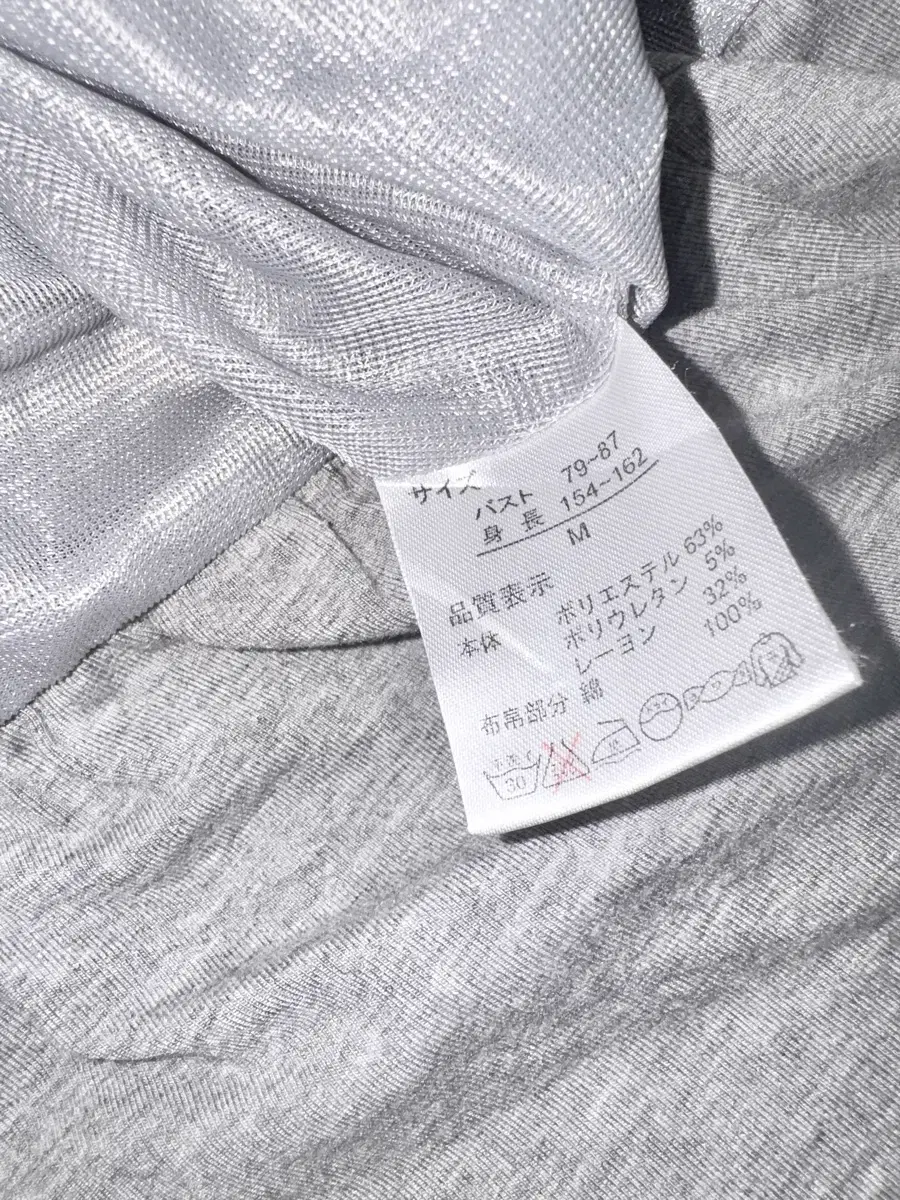 サイズ
バスト 79~87
身長 154~162
M
品質表示
本体 ポリエステル 63%
ポリウレタン 5%
レーヨン 32%
布帛部分 綿 100%
30